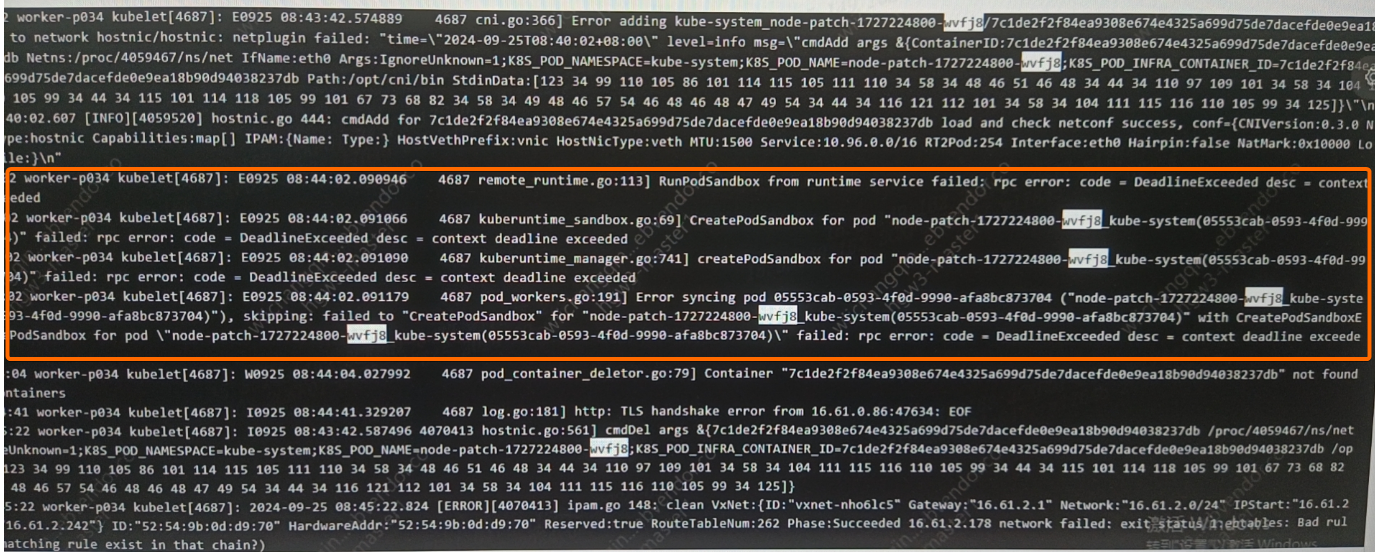 2 worker-p034 kubelet[4687]: E0925 08:43:42.574889 4687 cni.go:366] Error adding kube-system_node-patch-1727224800-wvfj8/7c1de2f2f84ea9308e674e4325a699d75de7dacefde0e9ea1
to network hostnic/hostnic: netplugin failed: "time=\"2024-09-25T08:40:02+08:00\" level=info msg=\"cmdAdd args &{ContainerID:7c1de2f2f84ea9308e674e4325a699d75de7dacefde0e9ea
db Netns:/proc/4059467/ns/net IfName:eth0 Args:IgnoreUnknown=1;K8S_POD_NAMESPACE=kube-system;K8S_POD_NAME=node-patch-1727224800-wvfj8;K8S_POD_INFRA_CONTAINER_ID=7c1de2f2f84ea
699d75de7dacefde0e9ea18b90d94038237db Path:/opt/cni/bin StdinData:[123 34 99 110 105 86 101 114 115 105 111 110 34 58 34 48 46 51 46 48 34 44 34 110 97 109 101 34 58 34 104
105 99 34 44 34 115 101 114 118 105 99 101 67 73 68 82 34 58 34 49 48 46 57 54 46 48 46 48 47 49 54 34 44 34 116 121 112 101 34 58 34 104 111 115 116 110 105 99 34 125]}\"\n
40:02.607 [INFO][4059520] hostnic.go 444: cmdAdd for 7c1de2f2f84ea9308e674e4325a699d75de7dacefde0e9ea18b90d94038237db load and check netconf success, conf={CNIVersion:0.3.0 N
ype:hostnic Capabilities:map[] IPAM:{Name: Type:} HostVethPrefix:vnic HostNicType:veth MTU:1500 Service:10.96.0.0/16 RT2Pod:254 Interface:eth0 Hairpin:false NatMark:0x10000 Lo
ile:}\n"
2 worker-p034 kubelet[4687]: E0925 08:44:02.090946 4687 remote_runtime.go:113] RunPodSandbox from runtime service failed: rpc error: code = DeadlineExceeded desc = context
eeded
02 worker-p034 kubelet[4687]: E0925 08:44:02.091066 4687 kuberuntime_sandbox.go:69] CreatePodSandbox for pod "node-patch-1727224800-wvfj8_kube-system(05553cab-0593-4f0d-999
4)" failed: rpc error: code = DeadlineExceeded desc = context deadline exceeded
02 worker-p034 kubelet[4687]: E0925 08:44:02.091090 4687 kuberuntime_manager.go:741] createPodSandbox for pod "node-patch-1727224800-wvfj8_kube-system(05553cab-0593-4f0d-99
04)" failed: rpc error: code = DeadlineExceeded desc = context deadline exceeded
02 worker-p034 kubelet[4687]: E0925 08:44:02.091179 4687 pod_workers.go:191] Error syncing pod 05553cab-0593-4f0d-9990-afa8bc873704 ("node-patch-1727224800-wvfj8_kube-syste
93-4f0d-9990-afa8bc873704)"), skipping: failed to "CreatePodSandbox" for "node-patch-1727224800-wvfj8_kube-system(05553cab-0593-4f0d-9990-afa8bc873704)" with CreatePodSandboxE
PodSandbox for pod \"node-patch-1727224800-wvfj8_kube-system(05553cab-0593-4f0d-9990-afa8bc873704)\" failed: rpc error: code = DeadlineExceeded desc = context deadline exceede
:04 worker-p034 kubelet[4687]: W0925 08:44:04.027992 4687 pod_container_deletor.go:79] Container "7c1de2f2f84ea9308e674e4325a699d75de7dacefde0e9ea18b90d94038237db" not found
ntainers
:41 worker-p034 kubelet[4687]: I0925 08:44:41.329207 4687 log.go:181] http: TLS handshake error from 16.61.0.86:47634: EOF
5:22 worker-p034 kubelet[4687]: I0925 08:43:42.587496 4070413 hostnic.go:561] cmdDel args &{7c1de2f2f84ea9308e674e4325a699d75de7dacefde0e9ea18b90d94038237db /proc/4059467/ns/net
eUnknown=1;K8S_POD_NAMESPACE=kube-system;K8S_POD_NAME=node-patch-1727224800-wvfj8;K8S_POD_INFRA_CONTAINER_ID=7c1de2f2f84ea9308e674e4325a699d75de7dacefde0e9ea18b90d94038237db /op
123 34 99 110 105 86 101 114 115 105 111 110 34 58 34 48 46 51 46 48 34 44 34 110 97 109 101 34 58 34 104 111 115 116 110 105 99 34 44 34 115 101 114 118 105 99 101 67 73 68 82
48 46 57 54 46 48 46 48 47 49 54 34 44 34 116 121 112 101 34 58 34 104 111 115 116 110 105 99 34 125]}
5:22 worker-p034 kubelet[4687]: 2024-09-25 08:45:22.824 [ERROR][4070413] ipam.go 148: clean VxNet:{ID:"vxnet-nho6lc5" Gateway:"16.61.2.1" Network:"16.61.2.0/24" IPStart:"16.61.2
"16.61.2.242"} ID:"52:54:9b:0d:d9:70" HardwareAddr:"52:54:9b:0d:d9:70" Reserved:true RouteTableNum:262 Phase:Succeeded 16.61.2.178 network failed: exit status 1 ebtables: Bad rul
atching rule exist in that chain?)